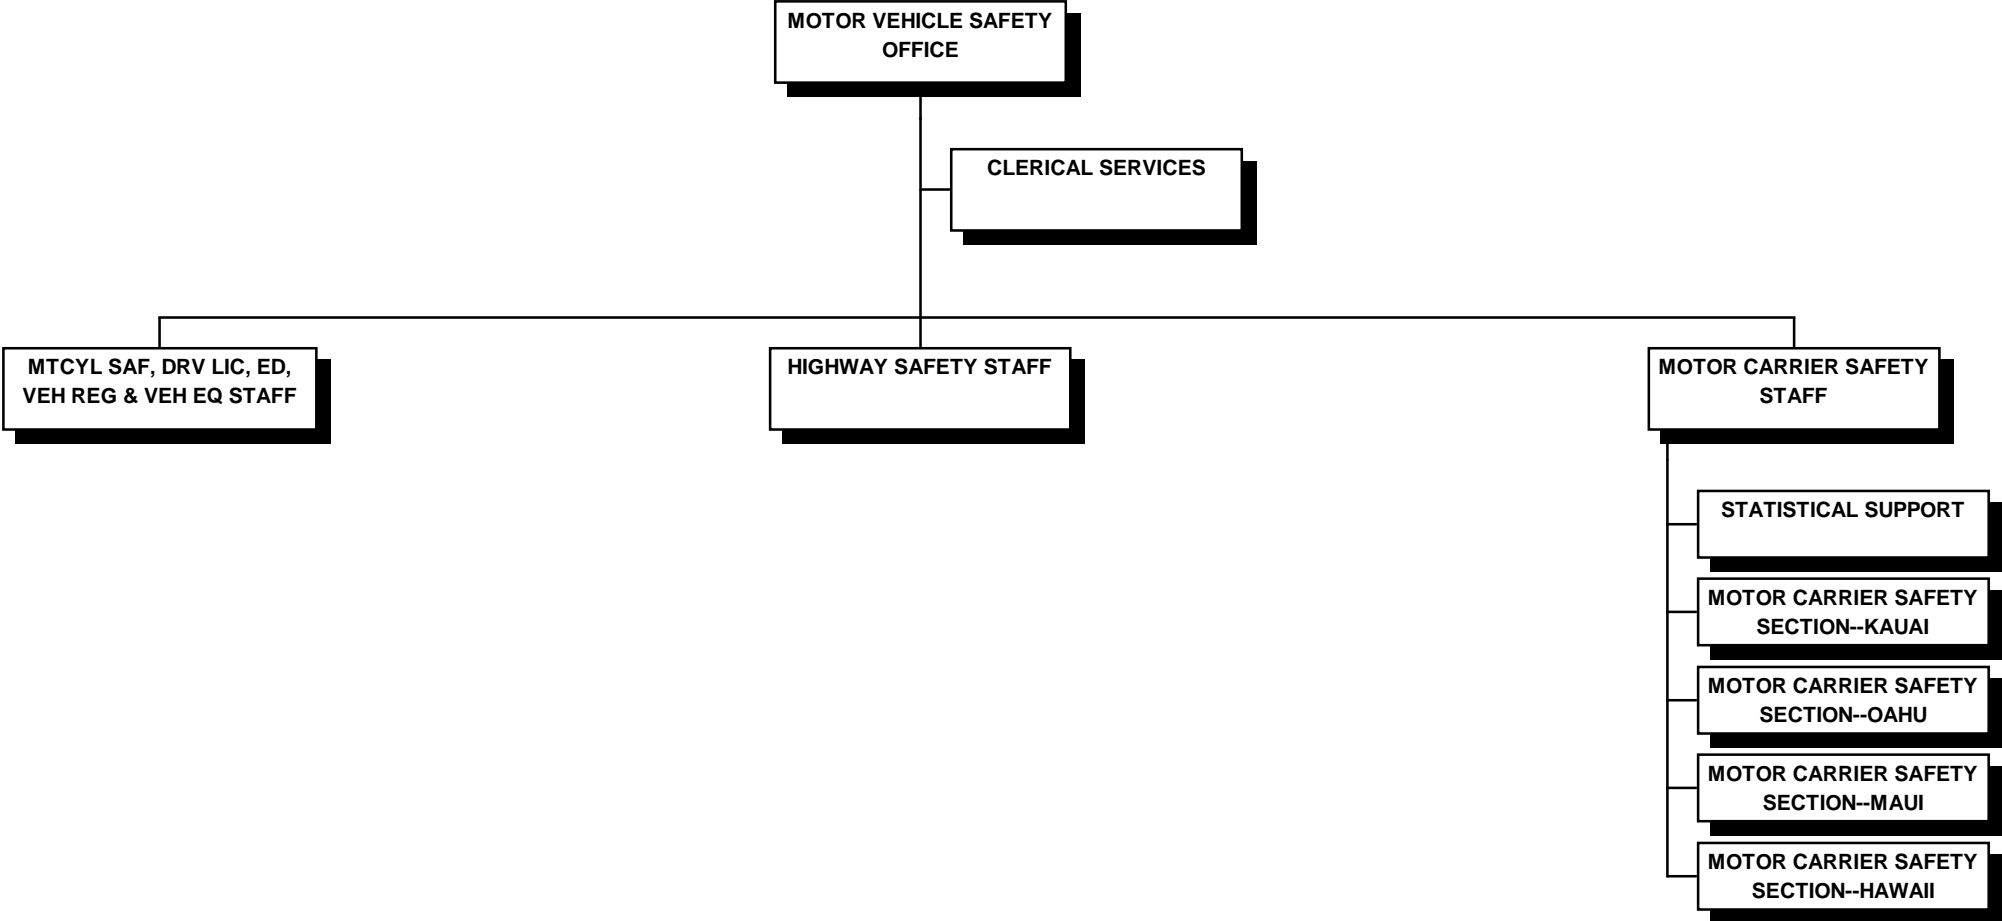 MOTOR VEHICLE SAFETY
OFFICE
CLERICAL SERVICES
MTCYL SAF, DRV LIC, ED,
VEH REG & VEH EQ STAFF
HIGHWAY SAFETY STAFF
MOTOR CARRIER SAFETY
STAFF
STATISTICAL SUPPORT
MOTOR CARRIER SAFETY
SECTION--KAUAI
MOTOR CARRIER SAFETY
SECTION--OAHU
MOTOR CARRIER SAFETY
SECTION--MAUI
MOTOR CARRIER SAFETY
SECTION--HAWAII